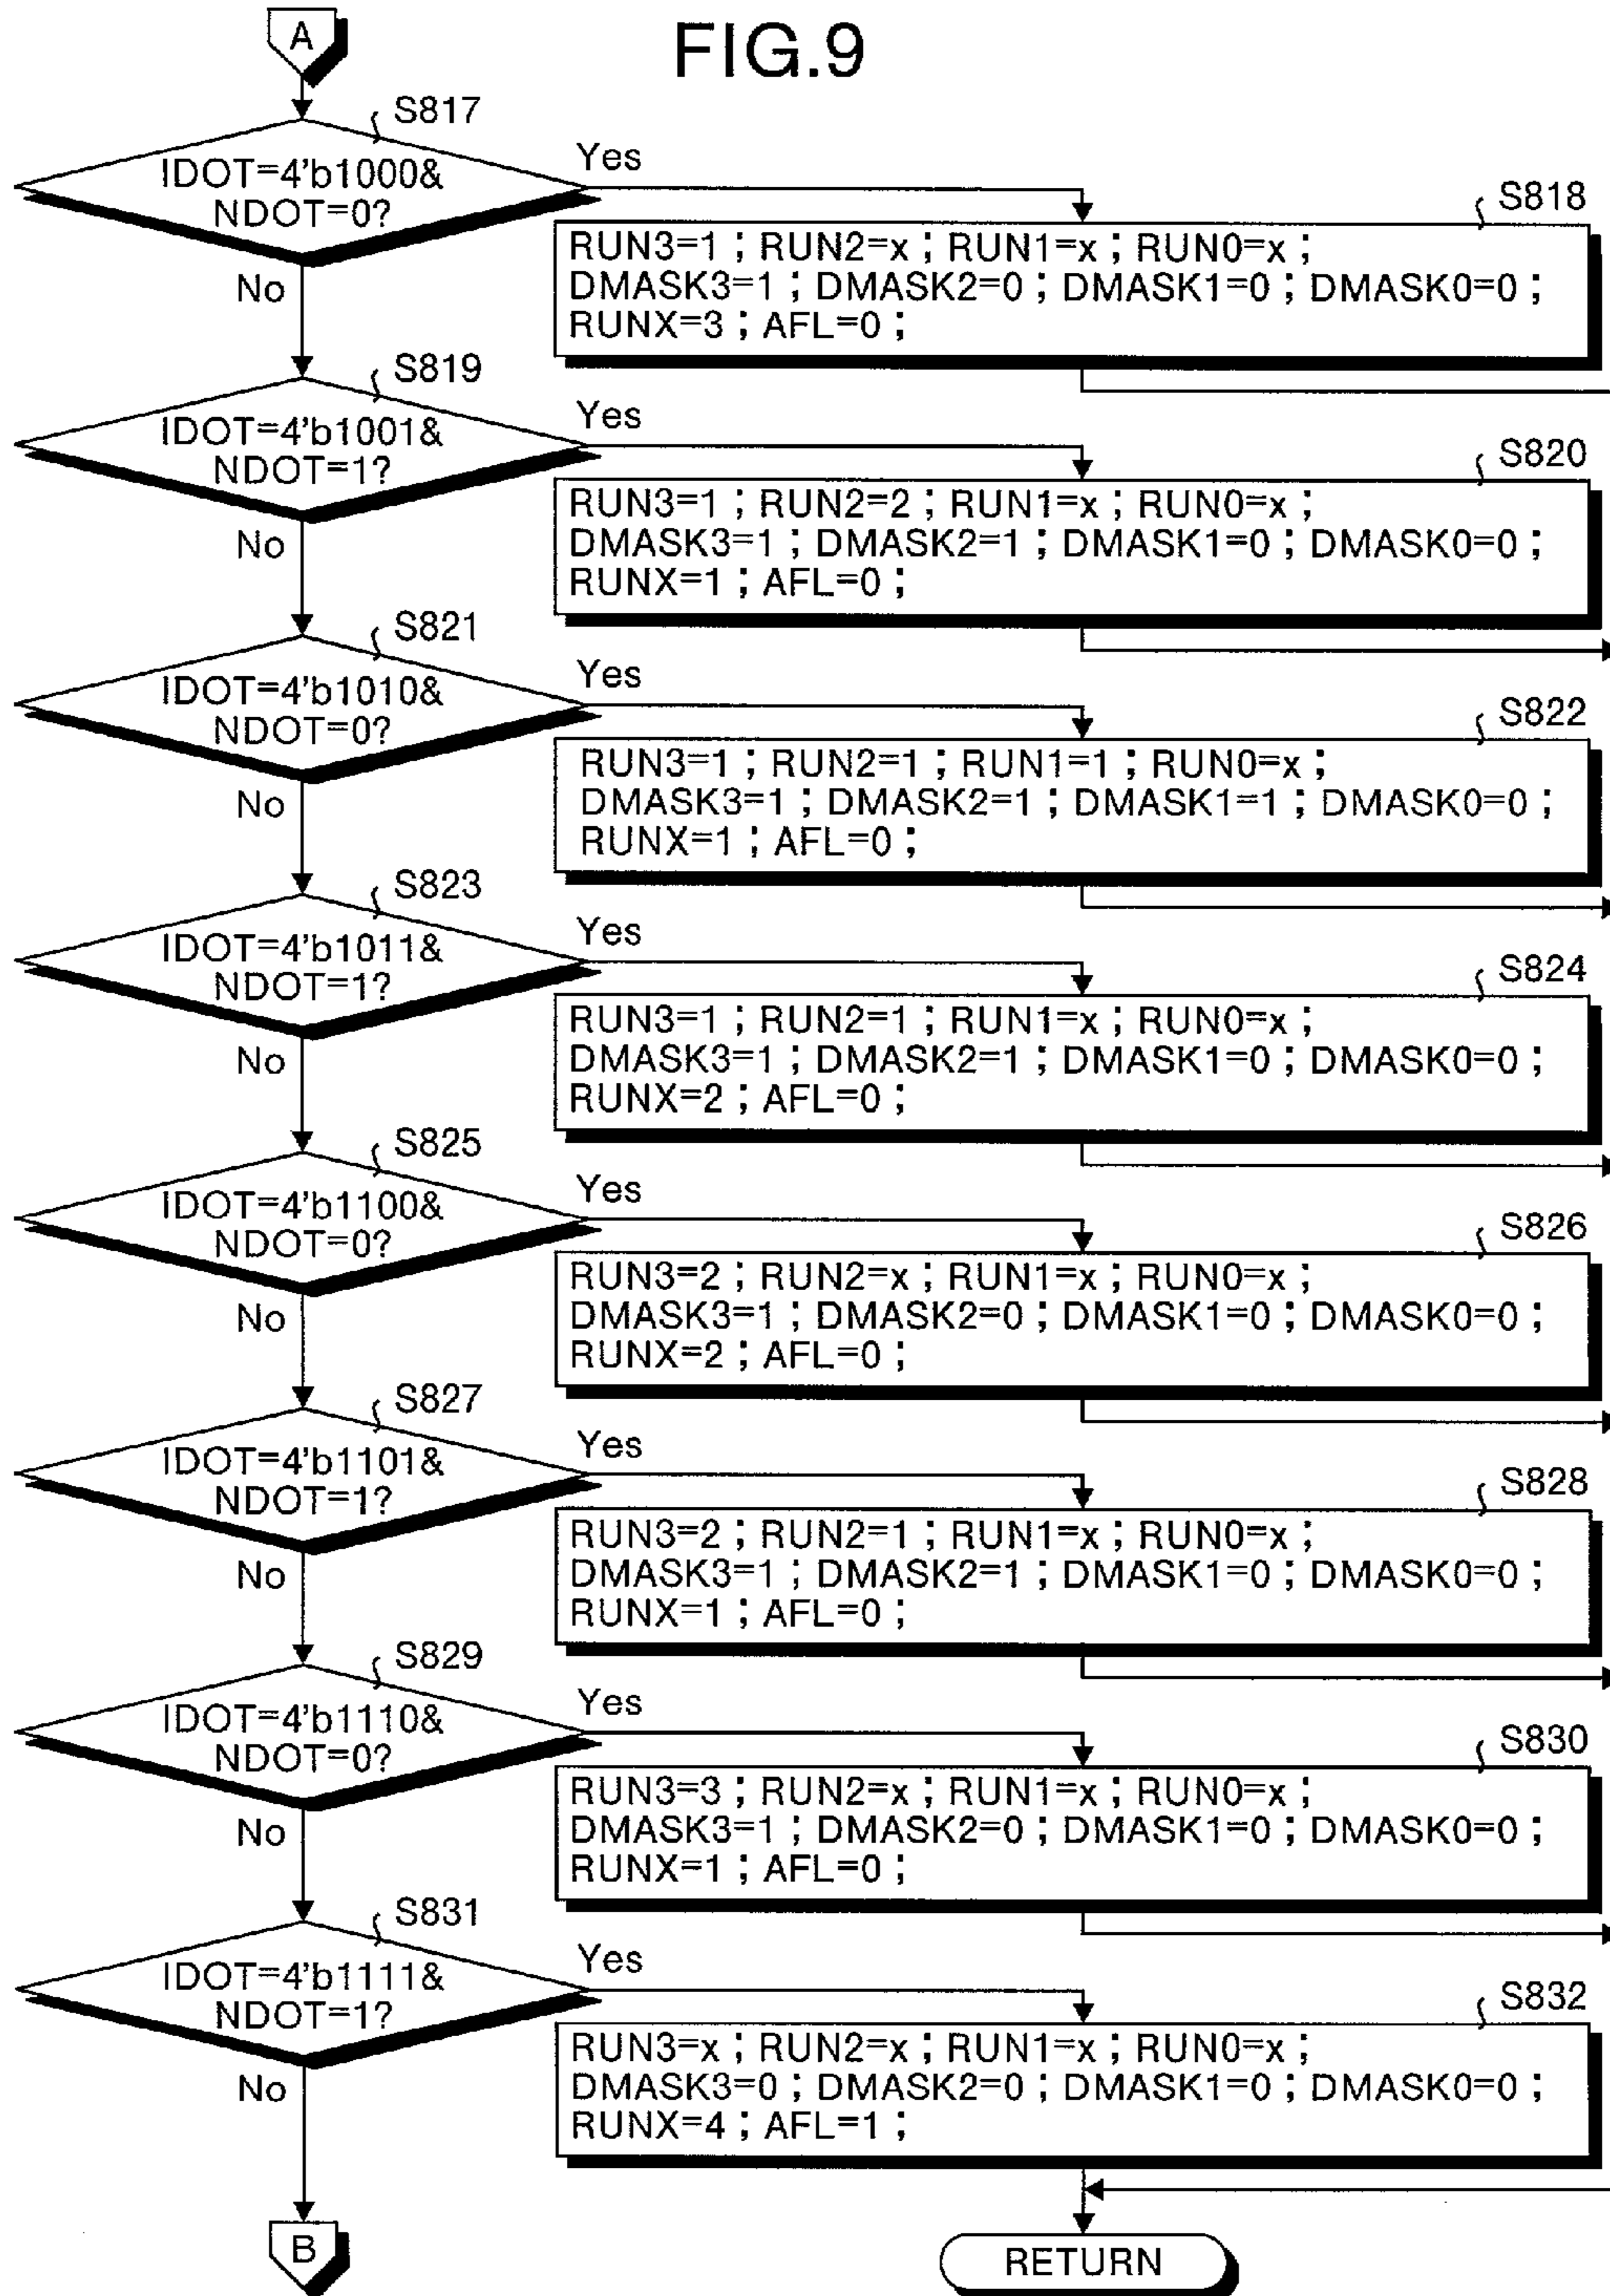 FIG.9
A
S817
IDOT=4'b1000&
NDOT=0?
Yes
No
S818
RUN3=1 ; RUN2=x ; RUN1=x ; RUN0=x ;
DMASK3=1 ; DMASK2=0 ; DMASK1=0 ; DMASK0=0 ;
RUNX=3 ; AFL=0 ;
S819
IDOT=4'b1001&
NDOT=1?
Yes
No
S820
RUN3=1 ; RUN2=2 ; RUN1=x ; RUN0=x ;
DMASK3=1 ; DMASK2=1 ; DMASK1=0 ; DMASK0=0 ;
RUNX=1 ; AFL=0 ;
S821
IDOT=4'b1010&
NDOT=0?
Yes
No
S822
RUN3=1 ; RUN2=1 ; RUN1=1 ; RUN0=x ;
DMASK3=1 ; DMASK2=1 ; DMASK1=1 ; DMASK0=0 ;
RUNX=1 ; AFL=0 ;
S823
IDOT=4'b1011&
NDOT=1?
Yes
No
S824
RUN3=1 ; RUN2=1 ; RUN1=x ; RUN0=x ;
DMASK3=1 ; DMASK2=1 ; DMASK1=0 ; DMASK0=0 ;
RUNX=2 ; AFL=0 ;
S825
IDOT=4'b1100&
NDOT=0?
Yes
No
S826
RUN3=2 ; RUN2=x ; RUN1=x ; RUN0=x ;
DMASK3=1 ; DMASK2=0 ; DMASK1=0 ; DMASK0=0 ;
RUNX=2 ; AFL=0 ;
S827
IDOT=4'b1101&
NDOT=1?
Yes
No
S828
RUN3=2 ; RUN2=1 ; RUN1=x ; RUN0=x ;
DMASK3=1 ; DMASK2=1 ; DMASK1=0 ; DMASK0=0 ;
RUNX=1 ; AFL=0 ;
S829
IDOT=4'b1110&
NDOT=0?
Yes
No
S830
RUN3=3 ; RUN2=x ; RUN1=x ; RUN0=x ;
DMASK3=1 ; DMASK2=0 ; DMASK1=0 ; DMASK0=0 ;
RUNX=1 ; AFL=0 ;
S831
IDOT=4'b1111&
NDOT=1?
Yes
No
S832
RUN3=x ; RUN2=x ; RUN1=x ; RUN0=x ;
DMASK3=0 ; DMASK2=0 ; DMASK1=0 ; DMASK0=0 ;
RUNX=4 ; AFL=1 ;
B
RETURN